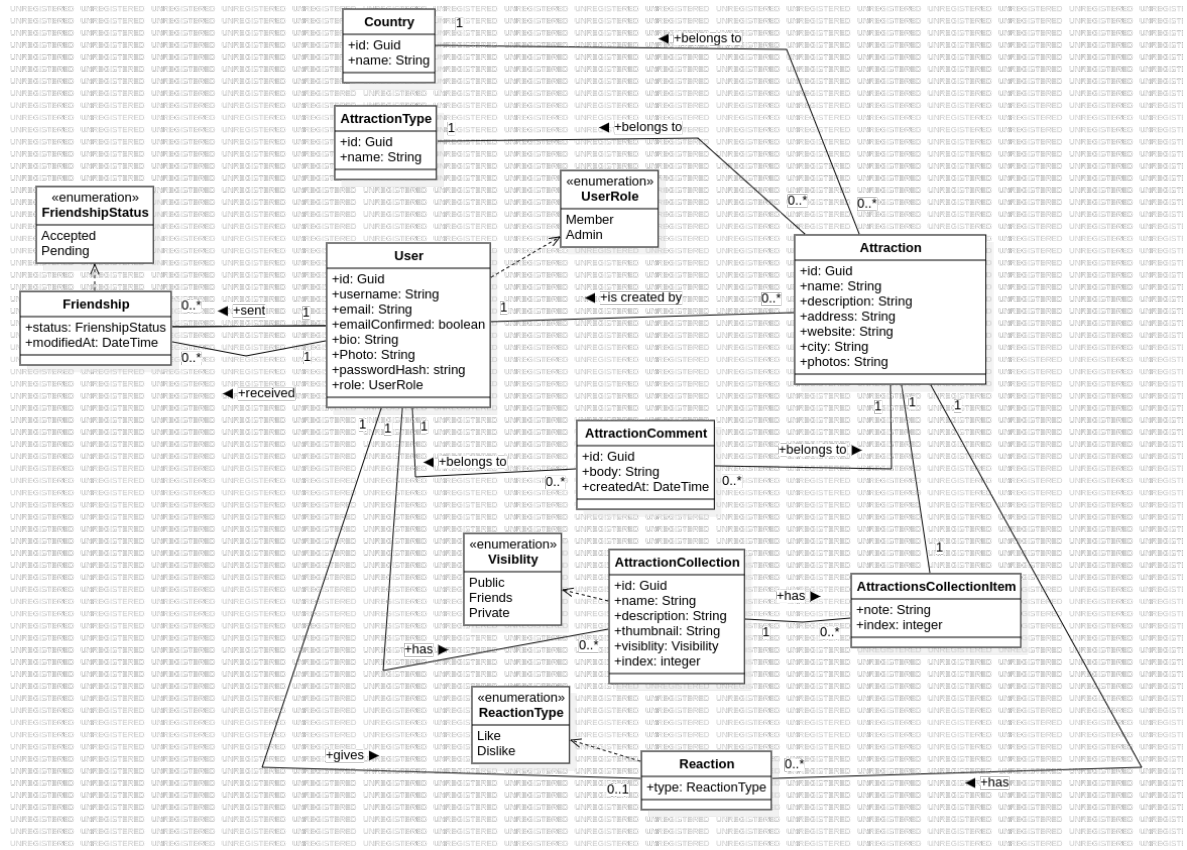 Country
+id: Guid
+name: String
1
◄ +belongs to
AttractionType
+id: Guid
+name: String
1
◄ +belongs to
0..*
0..*
«enumeration»
UserRole
Member
Admin
«enumeration»
FriendshipStatus
Accepted
Pending
Friendship
+status: FrienshipStatus
+modifiedAt: DateTime
0..*
◄ +sent
1
0..*
1
◄ +received
User
+id: Guid
+username: String
+email: String
+emailConfirmed: boolean
+bio: String
+Photo: String
+passwordHash: string
+role: UserRole
1
◄ +is created by
0..*
Attraction
+id: Guid
+name: String
+description: String
+address: String
+website: String
+city: String
+photos: String
1
1
1
1
1
1
AttractionComment
+id: Guid
+body: String
+createdAt: DateTime
◄ +belongs to
0..*
+belongs to ►
0..*
«enumeration»
Visiblity
Public
Friends
Private
AttractionCollection
+id: Guid
+name: String
+description: String
+thumbnail: String
+visiblity: Visibility
+index: integer
+has ►
0..*
+has ►
1
0..*
1
AttractionsCollectionItem
+note: String
+index: integer
«enumeration»
ReactionType
Like
Dislike
Reaction
+type: ReactionType
+gives ►
0..1
0..*
◄ +has
UNREGISTERED